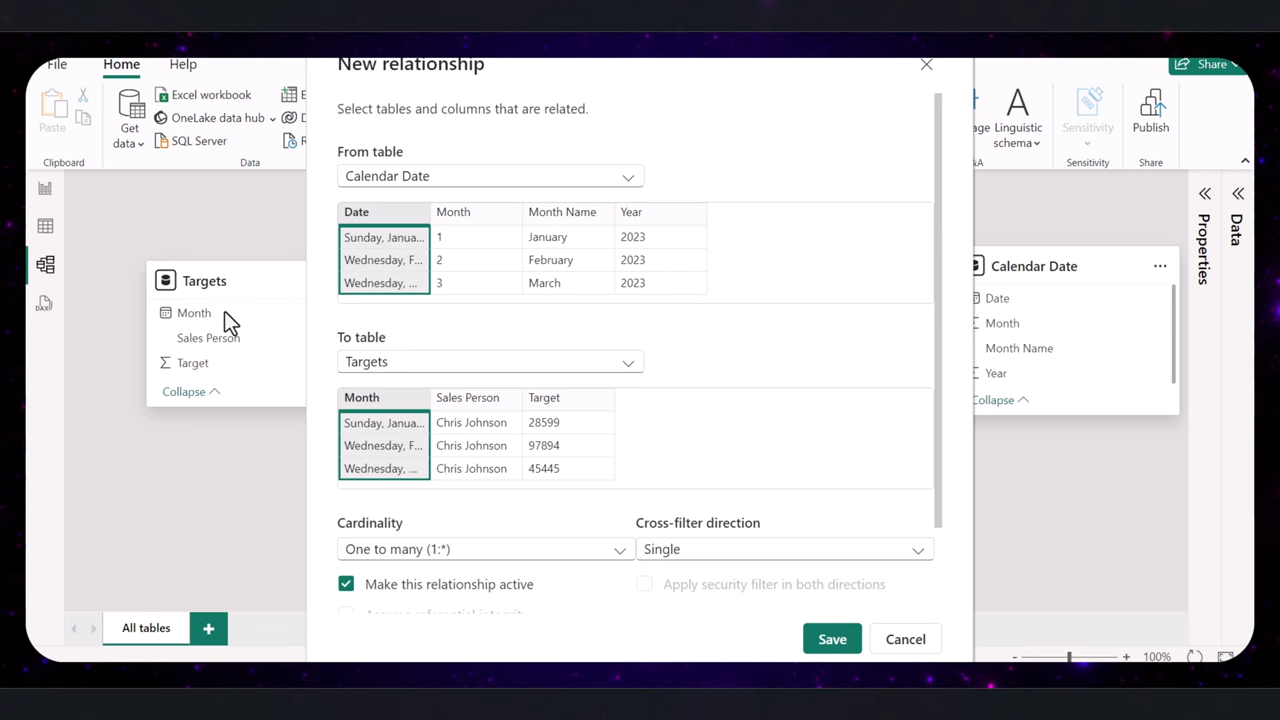 File Home Help
New relationship
Share
Paste
Get data
Excel workbook
OneLake data hub
SQL Server
Linguistic schema
Sensitivity
Publish
Clipboard
Data
Sensitivity
Share
Select tables and columns that are related.
From table
Calendar Date
Date Month Month Name Year
Sunday, Janua... 1 January 2023
Wednesday, F... 2 February 2023
Wednesday, ... 3 March 2023
To table
Targets
Month Sales Person Target
Sunday, Janua... Chris Johnson 28599
Wednesday, F... Chris Johnson 97894
Wednesday, ... Chris Johnson 45445
Cardinality
One to many (1:*)
Cross-filter direction
Single
Make this relationship active
Apply security filter in both directions
Save
Cancel
Targets
Month
Sales Person
Target
Collapse
Calendar Date
Date
Month
Month Name
Year
Collapse
Properties
Data
All tables
100%